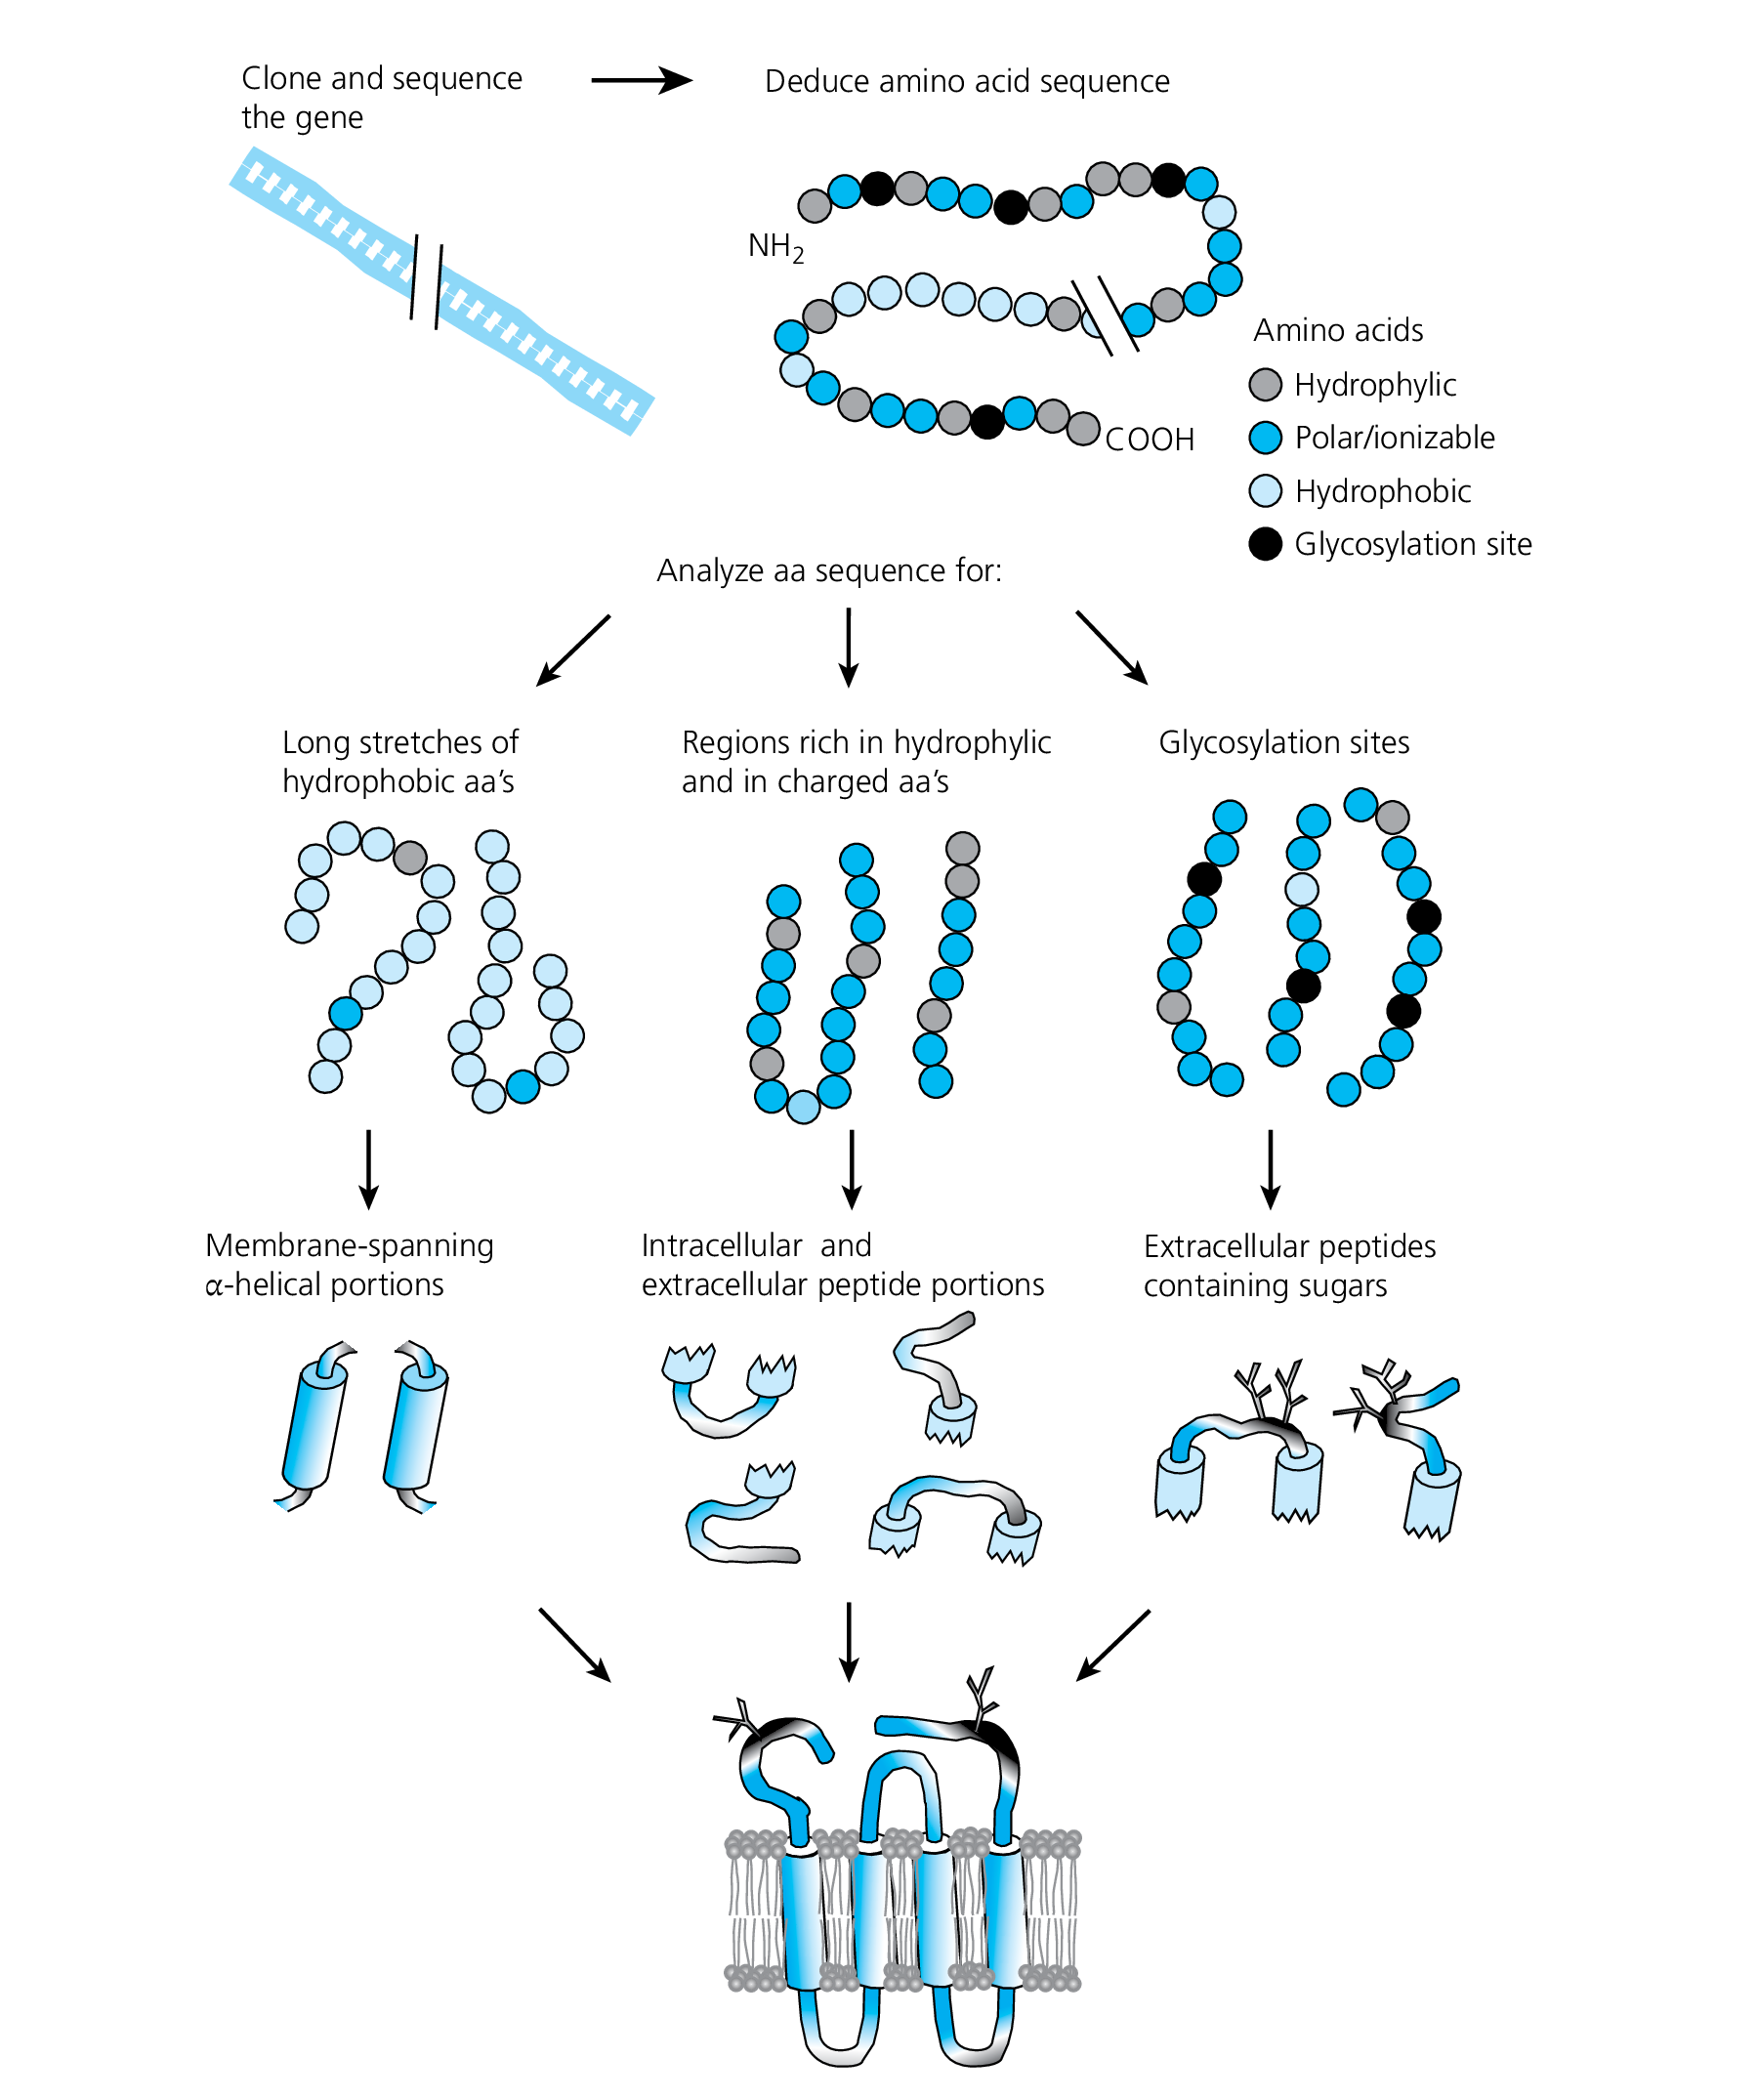 Clone and sequence
the gene
Deduce amino acid sequence
NH2
COOH
Amino acids
Hydrophylic
Polar/ionizable
Hydrophobic
Glycosylation site
Analyze aa sequence for:
Long stretches of
hydrophobic aa’s
Regions rich in hydrophylic
and in charged aa’s
Glycosylation sites
Membrane-spanning
α-helical portions
Intracellular and
extracellular peptide portions
Extracellular peptides
containing sugars